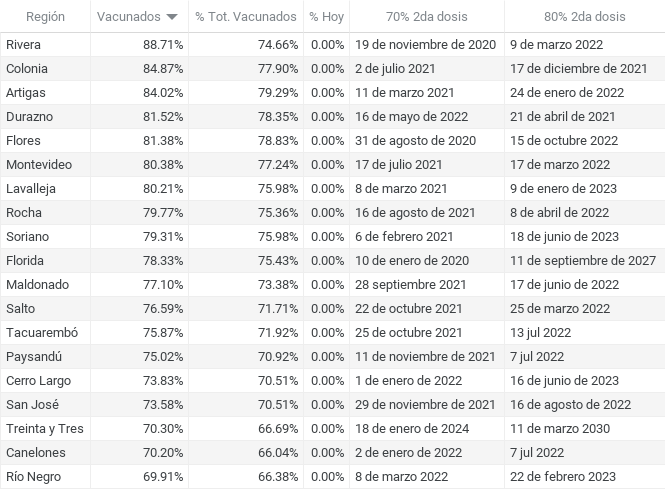 Región Vacunados % Tot. Vacunados % Hoy 70% 2da dosis 80% 2da dosis
Rivera 88.71% 74.66% 0.00% 19 de noviembre de 2020 9 de marzo 2022
Colonia 84.87% 77.90% 0.00% 2 de julio 2021 17 de diciembre de 2021
Artigas 84.02% 79.29% 0.00% 11 de marzo 2021 24 de enero de 2022
Durazno 81.52% 78.35% 0.00% 16 de mayo de 2022 21 de abril de 2021
Flores 81.38% 78.83% 0.00% 31 de agosto de 2020 15 de octubre 2022
Montevideo 80.38% 77.24% 0.00% 17 de julio 2021 17 de marzo 2022
Lavalleja 80.21% 75.98% 0.00% 8 de marzo 2021 9 de enero de 2023
Rocha 79.77% 75.36% 0.00% 16 de agosto de 2021 8 de abril de 2022
Soriano 79.31% 75.98% 0.00% 6 de febrero 2021 18 de junio de 2023
Florida 78.33% 75.43% 0.00% 10 de enero de 2020 11 de septiembre de 2027
Maldonado 77.10% 73.38% 0.00% 28 septiembre 2021 17 de junio de 2022
Salto 76.59% 71.71% 0.00% 22 de octubre 2021 25 de marzo 2022
Tacuarembó 75.87% 71.92% 0.00% 25 de octubre 2021 13 jul 2022
Paysandú 75.02% 70.92% 0.00% 11 de noviembre de 2021 7 jul 2022
Cerro Largo 73.83% 70.51% 0.00% 1 de enero de 2022 16 de junio de 2023
San José 73.58% 70.51% 0.00% 29 de noviembre de 2021 16 de agosto de 2022
Treinta y Tres 70.30% 66.69% 0.00% 18 de enero de 2024 11 de marzo 2030
Canelones 70.20% 66.04% 0.00% 2 de enero de 2022 7 jul 2022
Río Negro 69.91% 66.38% 0.00% 8 de marzo 2022 22 de febrero 2023